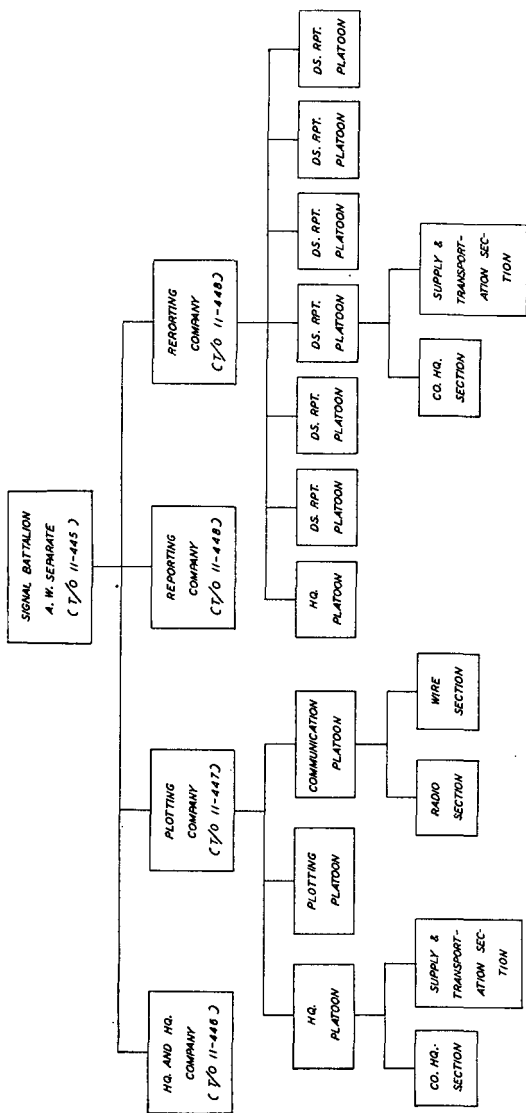 SIGNAL BATTALION
A. W. SEPARATE
(T/O 11-445)
HQ. AND HQ.
COMPANY
(T/O 11-446)
PLOTTING
COMPANY
(T/O 11-447)
REPORTING
COMPANY
(T/O 11-448)
RERORTING
COMPANY
(T/O 11-448)
HQ.
PLATOON
PLOTTING
PLATOON
COMMUNICATION
PLATOON
HQ.
PLATOON
DS. RPT.
PLATOON
DS. RPT.
PLATOON
DS. RPT.
PLATOON
DS. RPT.
PLATOON
DS. RPT.
PLATOON
DS. RPT.
PLATOON
CO. HQ.-
SECTION
SUPPLY &
TRANSPORT-
ATION SEC-
TION
RADIO
SECTION
WIRE
SECTION
CO. HQ.
SECTION
SUPPLY &
TRANSPORT-
ATION SEC-
TION